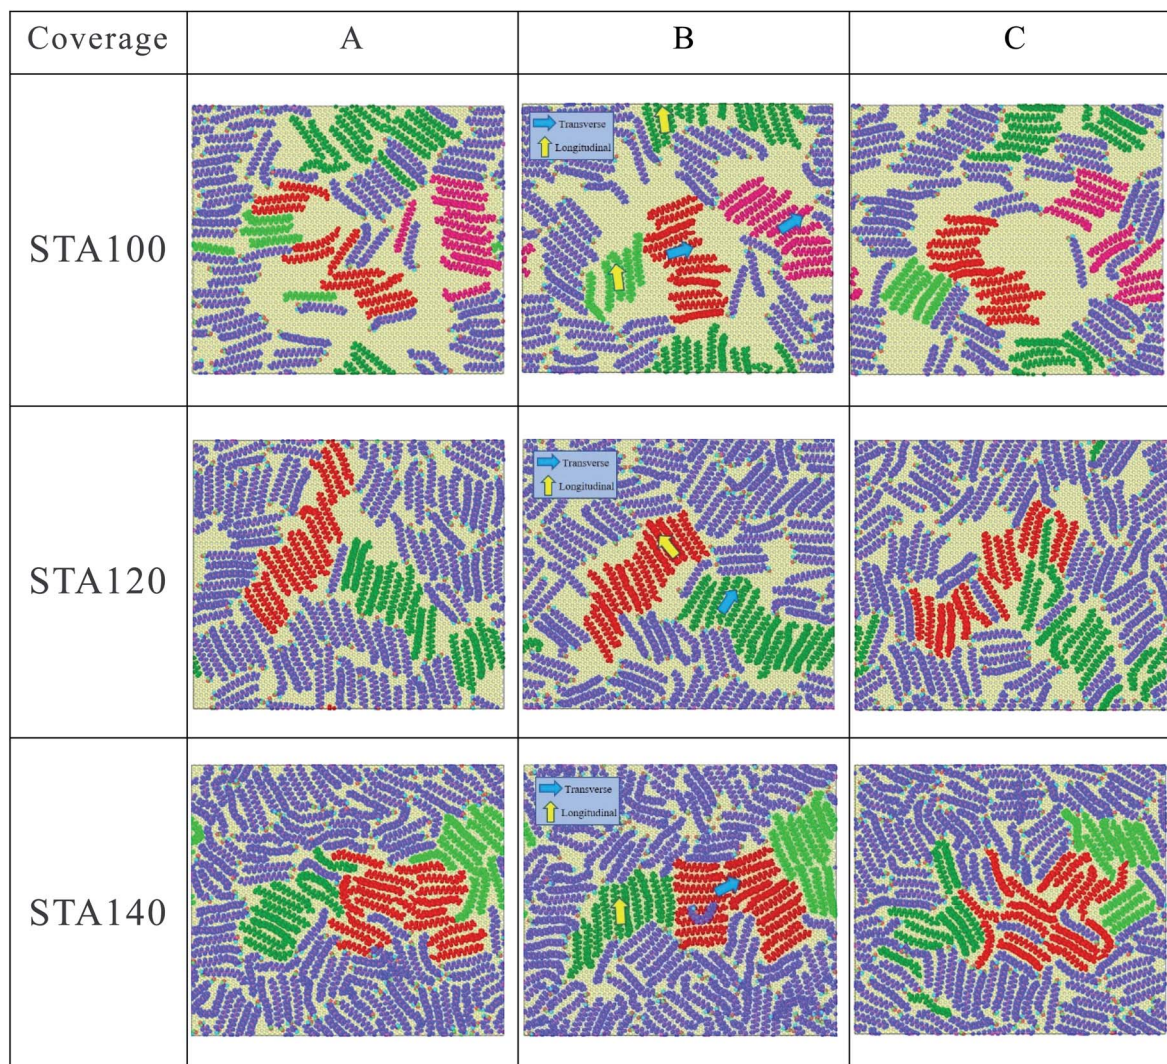 Coverage A B C
STA100
Transverse
Longitudinal
STA120
Transverse
Longitudinal
STA140
Transverse
Longitudinal